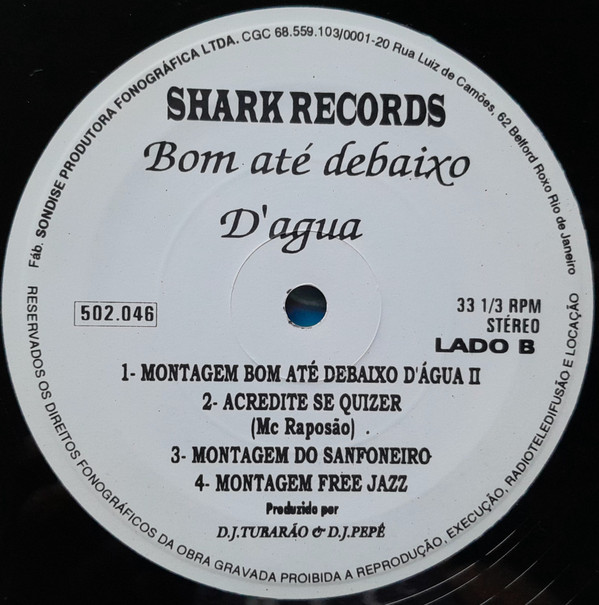 Fáb. SONDISE PRODUTORA FONOGRÁFICA LTDA. CGC 68.559.103/0001-20 Rua Luiz de Camões, 62 Belford Roxo Rio de Janeiro
SHARK RECORDS
Bom até debaixo
D'agua
502.046
33 1/3 RPM
STÉREO
LADO B
1- MONTAGEM BOM ATÉ DEBAIXO D'ÁGUA II
2- ACREDITE SE QUIZER
(Mc Raposão) .
3- MONTAGEM DO SANFONEIRO
4- MONTAGEM FREE JAZZ
Produzido por
D.J.TUBARÃO & D.J.PEPÊ
RESERVADOS OS DIREITOS FONOGRÁFICOS DA OBRA GRAVADA PROIBIDA A REPRODUÇÃO, EXECUÇÃO, RADIOTELEDIFUSÃO E LOCAÇÃO